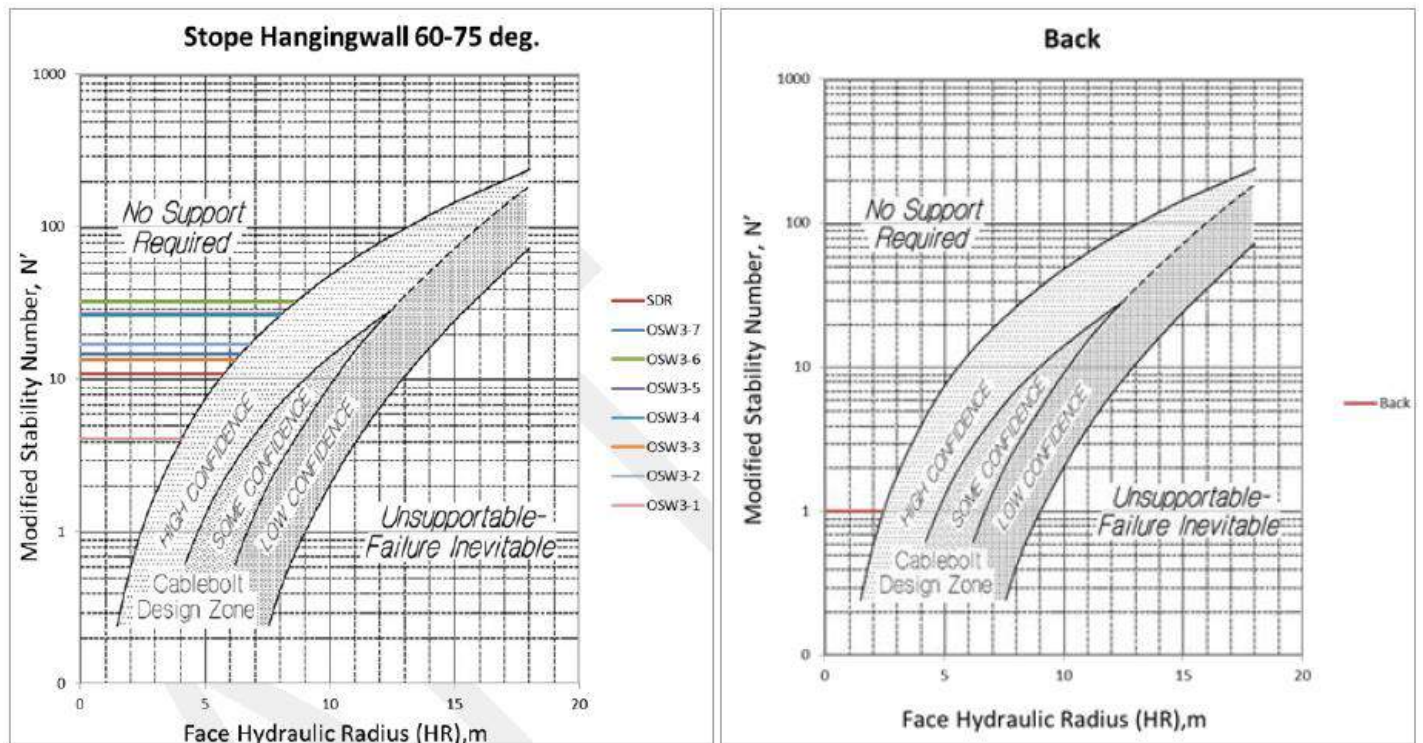 Stope Hangingwall 60-75 deg.
1000
100
10
1
0
Modified Stability Number, N'
No Support
Required
HIGH CONFIDENCE
SOME CONFIDENCE
LOW CONFIDENCE
Cablebolt
Design Zone
Unsupportable-
Failure Inevitable
0 5 10 15 20
Face Hydraulic Radius (HR),m
SDR
OSW3-7
OSW3-6
OSW3-5
OSW3-4
OSW3-3
OSW3-2
OSW3-1
Back
1000
100
10
1
0
Modified Stability Number, N'
No Support
Required
HIGH CONFIDENCE
SOME CONFIDENCE
LOW CONFIDENCE
Cablebolt
Design Zone
Unsupportable-
Failure Inevitable
0 5 10 15 20
Face Hydraulic Radius (HR),m
Back